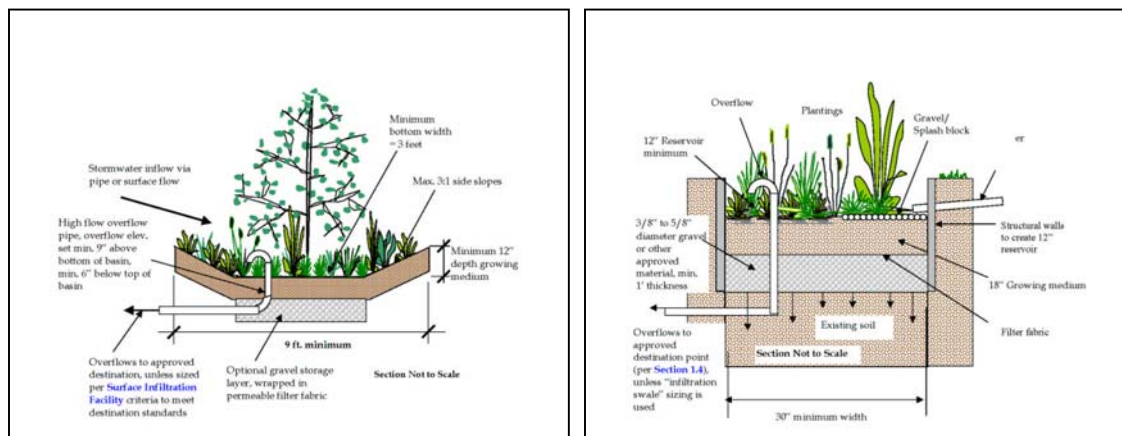 Minimum
bottom width
= 3 feet
Stormwater inflow via
pipe or surface flow
Max. 3:1 side slopes
High flow overflow
pipe, overflow elev.
set min. 9" above
bottom of basin,
min. 6" below top of
basin
Minimum 12"
depth growing
medium
9 ft. minimum
Overflows to approved
destination, unless sized
per Surface Infiltration
Facility criteria to meet
destination standards
Optional gravel storage
layer, wrapped in
permeable filter fabric
Section Not to Scale
Overflow
Plantings
Gravel/
Splash block
er
12" Reservoir
minimum
3/8" to 5/8"
diameter gravel
or other
approved
material, min.
1' thickness
Structural walls
to create 12"
reservoir
18" Growing medium
Filter fabric
Existing soil
Overflows to
approved
destination point
(per Section 1.4),
unless "infiltration
swale" sizing is
used
Section Not to Scale
30" minimum width